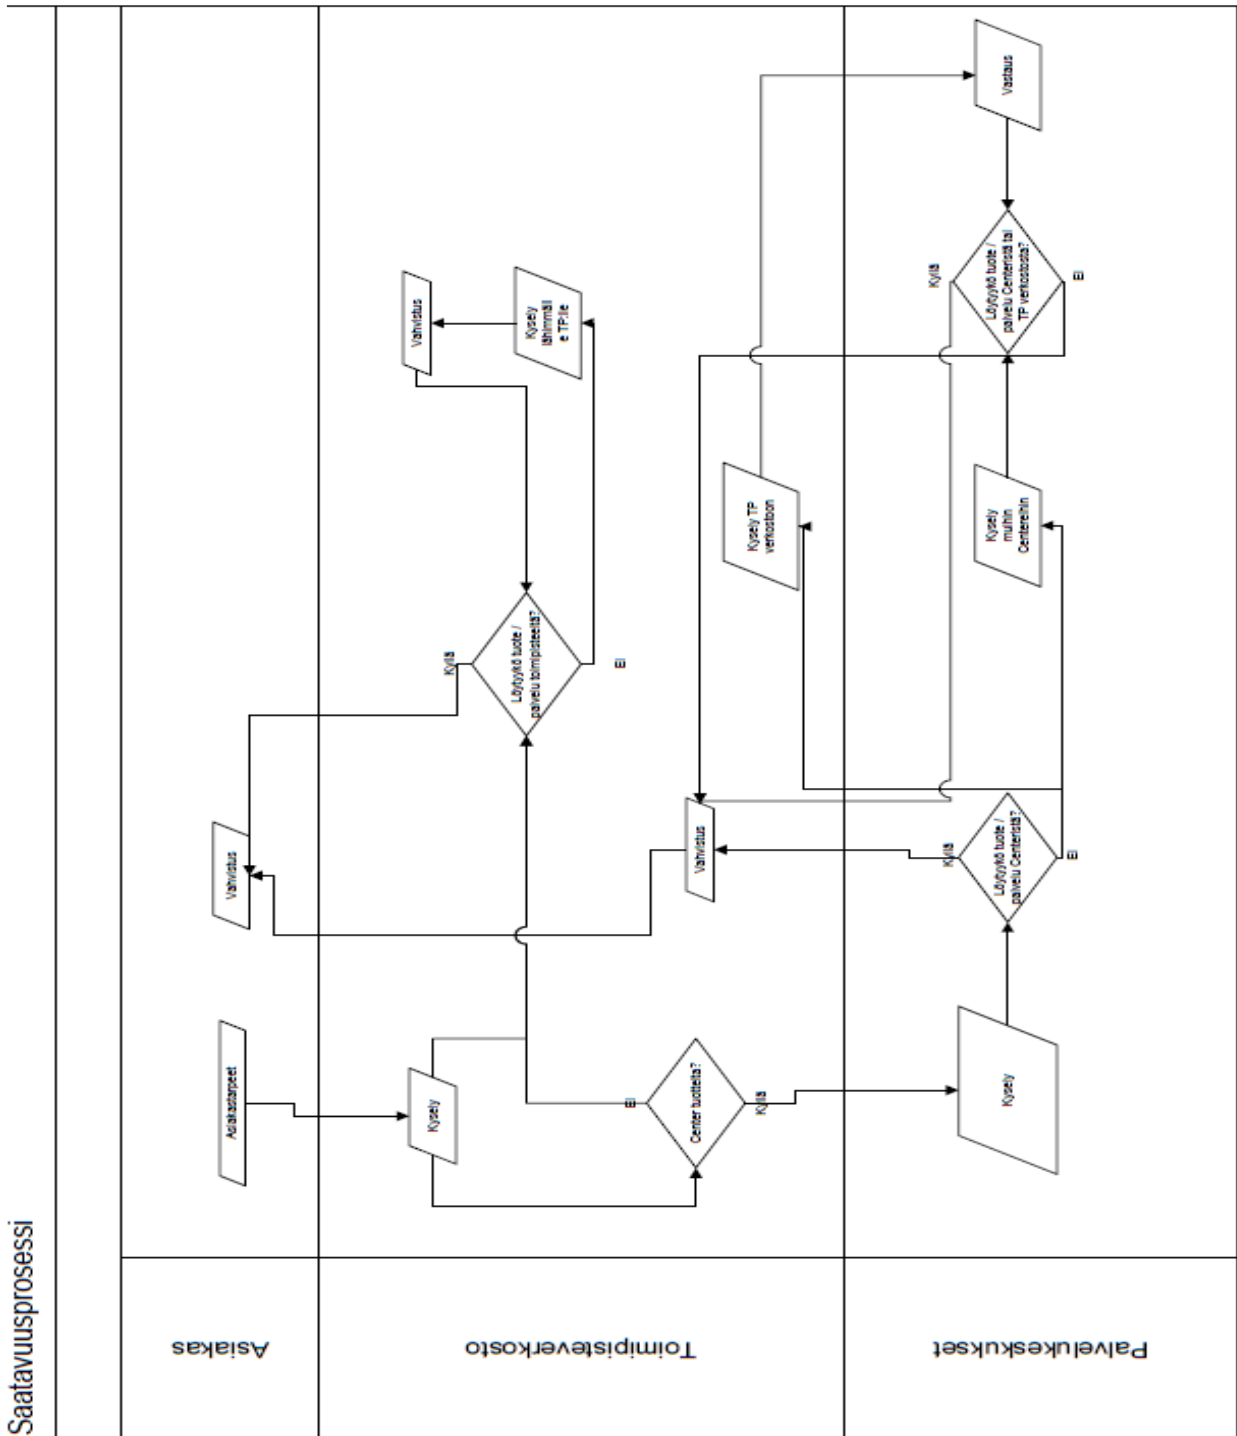 Saatavuusprosessi
Asiakas
Asiakastarpeet
Vahvistus
Toimipisteverkosto
Kysely
Center tuotteita?
Ei
Kyllä
Löytyykö tuote /
palvelu toimipisteeltä?
Kyllä
Ei
Vahvistus
Kysely
lähimmäll
e TP:lle
Vahvistus
Kysely TP
verkostoon
Palvelukeskukset
Kysely
Löytyykö tuote /
palvelu Centeristä?
Kyllä
Ei
Kysely
muihin
Centereihin
Löytyykö tuote /
palvelu Centeristä tai
TP verkostosta?
Kyllä
Ei
Vastaus